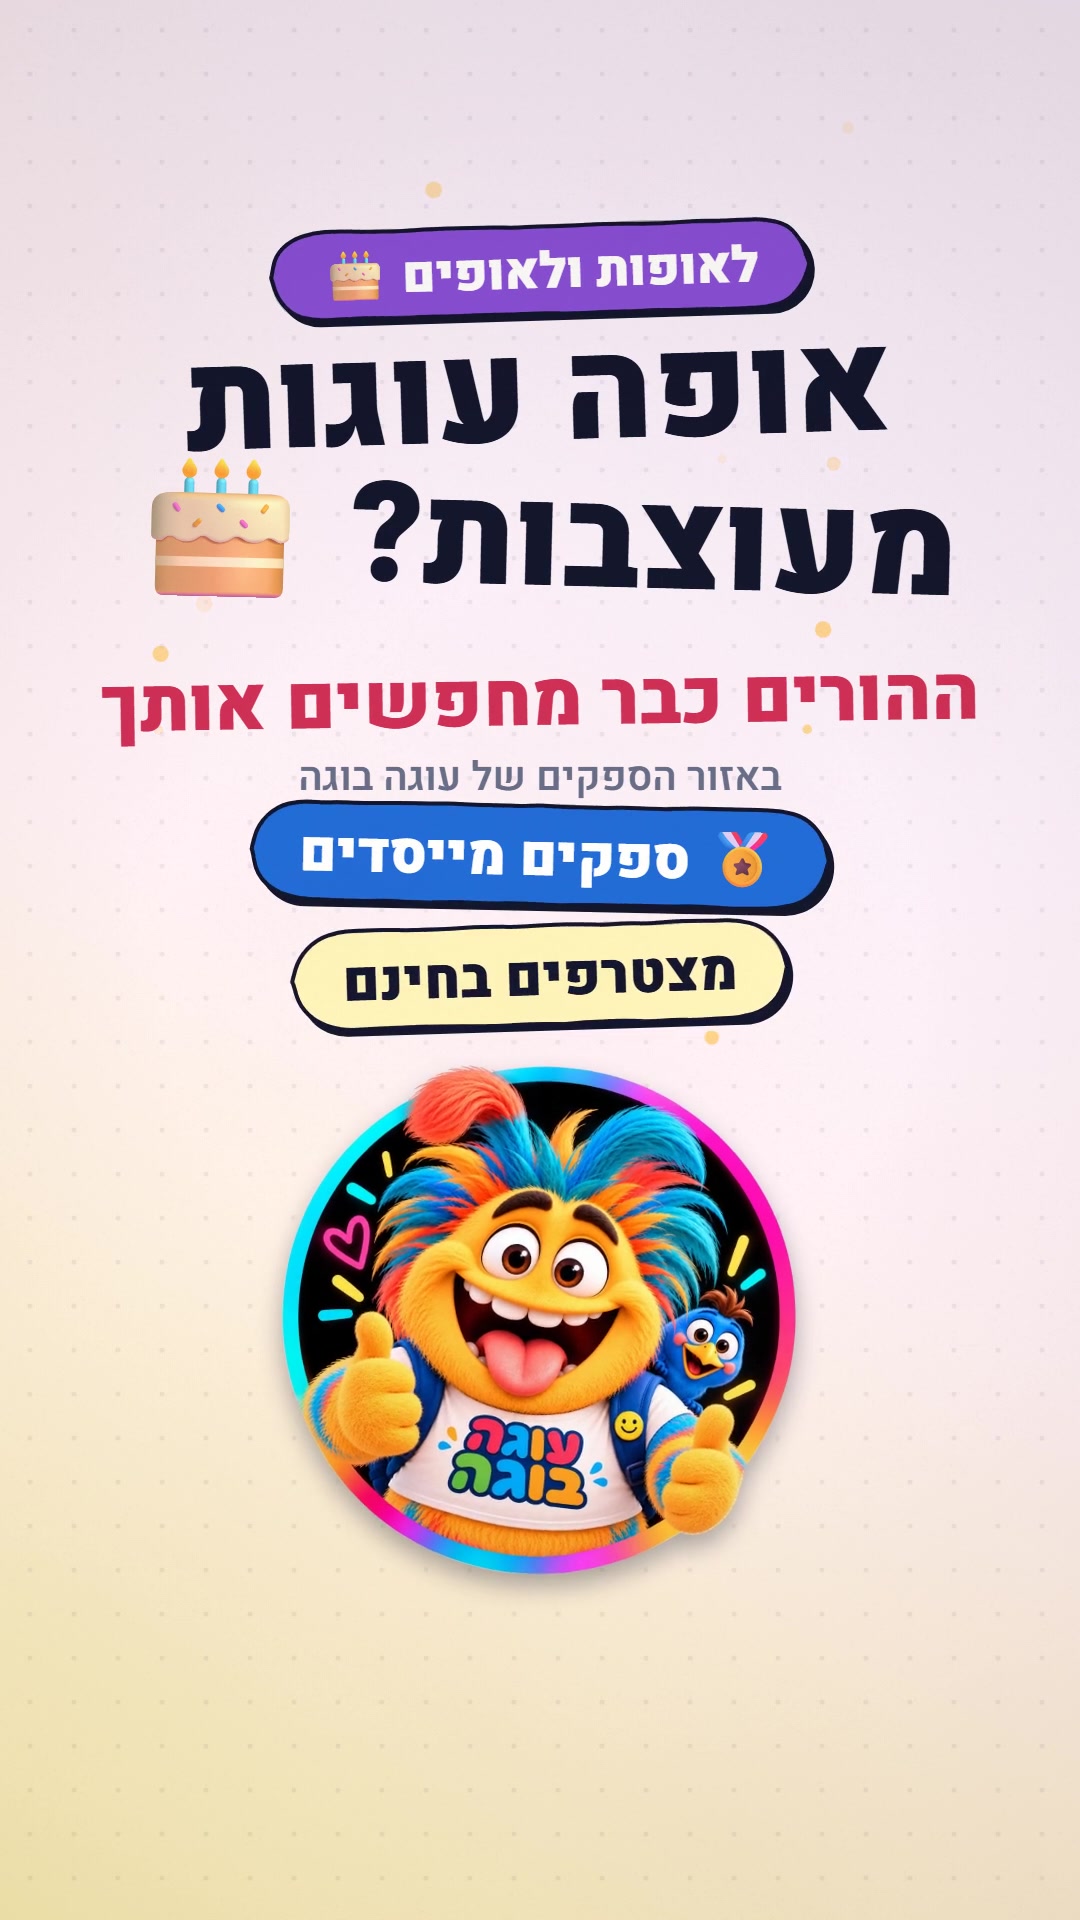 לאופות ולאופים 🎂
אופה עוגות
מעוצבות? 🎂
ההורים כבר מחפשים אותך
באזור הספקים של עוגה בוגה
🏅 ספקים מייסדים
מצטרפים בחינם
עוגה
בוגה